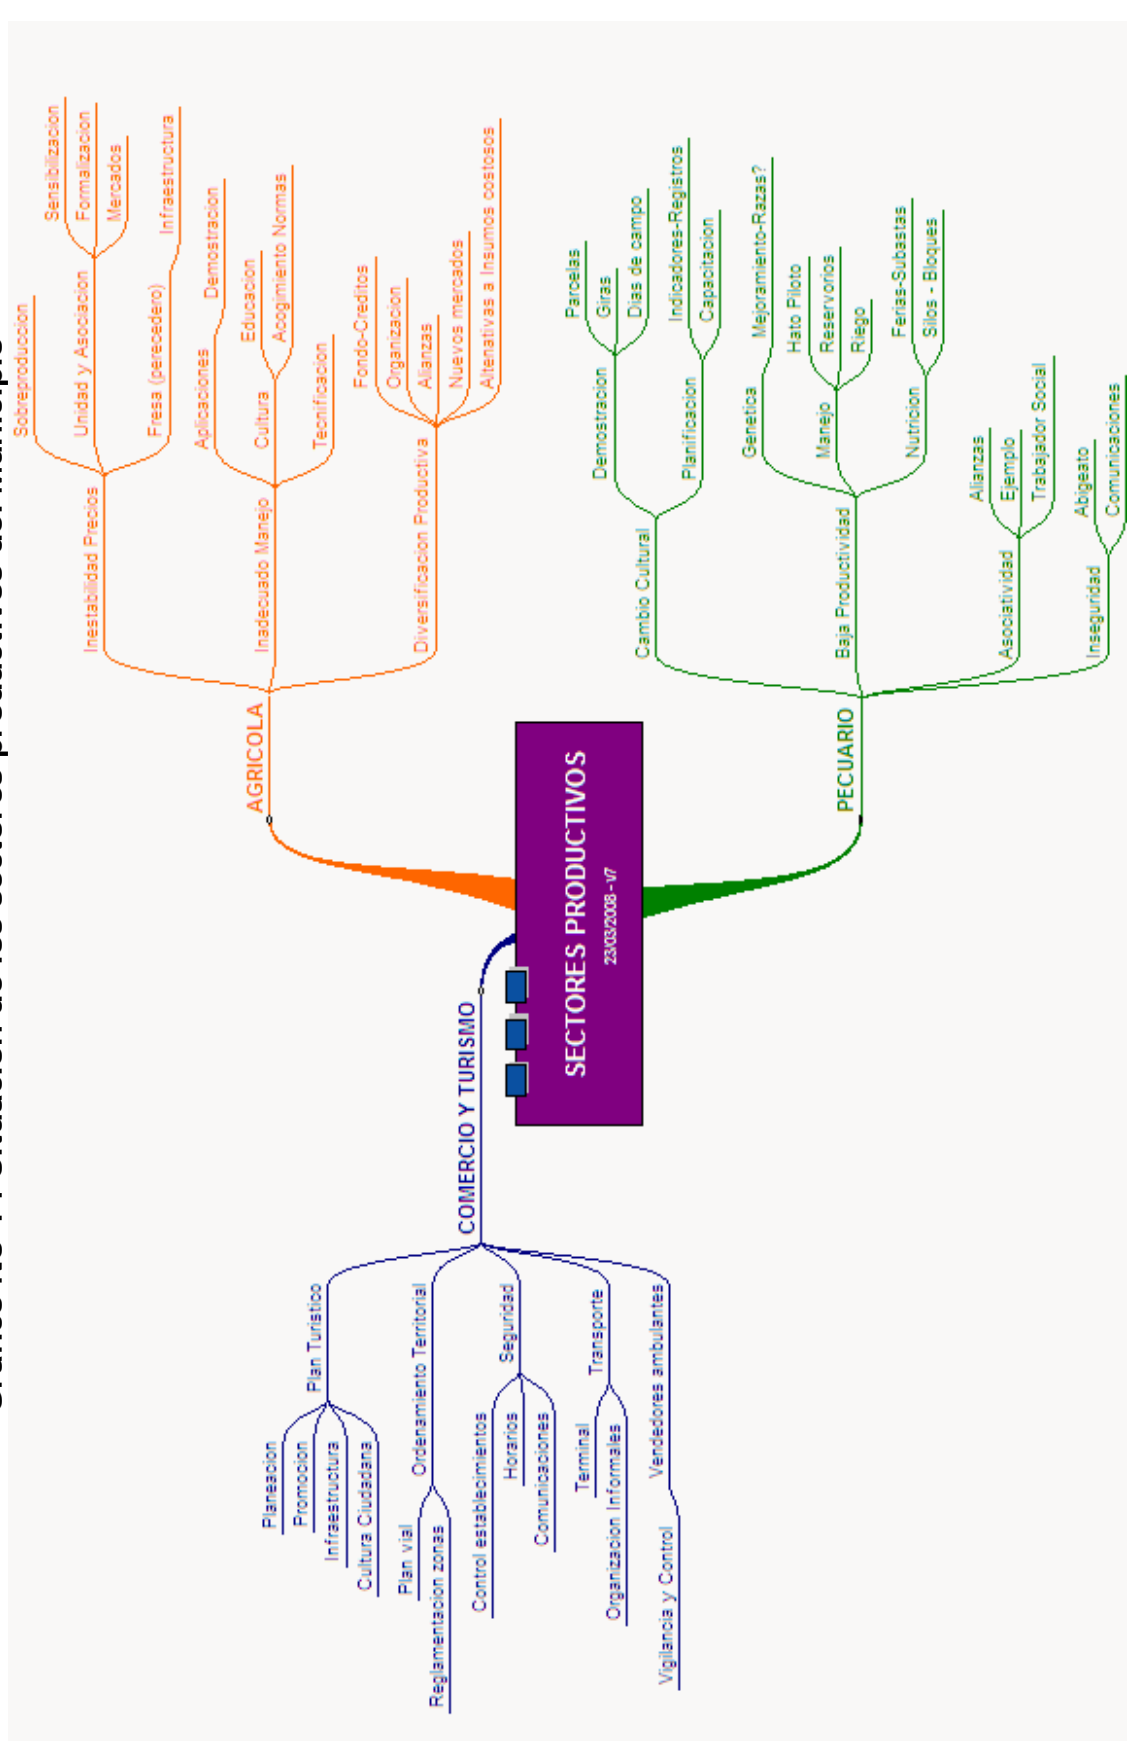 SECTORES PRODUCTIVOS
23/03/2008 - v7
AGRICOLA
Inestabilidad Precios
Sobreproduccion
Unidad y Asociacion
Sensibilizacion
Formalizacion
Mercados
Fresa (perecedero)
Infraestructura
Inadecuado Manejo
Aplicaciones
Demostracion
Cultura
Educacion
Acogimiento Normas
Tecnificacion
Diversificacion Productiva
Fondo-Creditos
Organizacion
Alianzas
Nuevos mercados
Altenativas a Insumos costosos
PECUARIO
Cambio Cultural
Demostracion
Parcelas
Giras
Dias de campo
Planificacion
Indicadores-Registros
Capacitacion
Baja Productividad
Genetica
Mejoramiento-Razas?
Manejo
Hato Piloto
Reservorios
Riego
Nutricion
Ferias-Subastas
Silos - Bloques
Asociatividad
Alianzas
Ejemplo
Trabajador Social
Inseguridad
Abigeato
Comunicaciones
COMERCIO Y TURISMO
Plan Turistico
Planeacion
Promocion
Infraestructura
Cultura Ciudadana
Ordenamiento Territorial
Plan vial
Reglamentacion zonas
Seguridad
Control establecimientos
Horarios
Comunicaciones
Transporte
Terminal
Organizacion Informales
Vendedores ambulantes
Vigilancia y Control